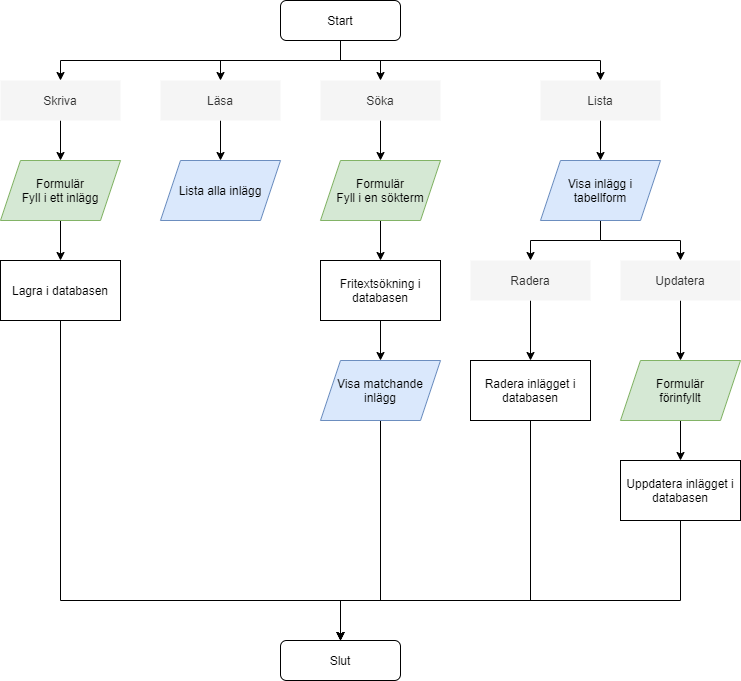 Start
Skriva
Läsa
Söka
Lista
Formulär
Fyll i ett inlägg
Lista alla inlägg
Formulär
Fyll i en sökterm
Visa inlägg i
tabellform
Lagra i databasen
Fritextsökning i
databasen
Radera
Updatera
Visa matchande
inlägg
Radera inlägget i
databasen
Formulär
förinfyllt
Uppdatera inlägget i
databasen
Slut